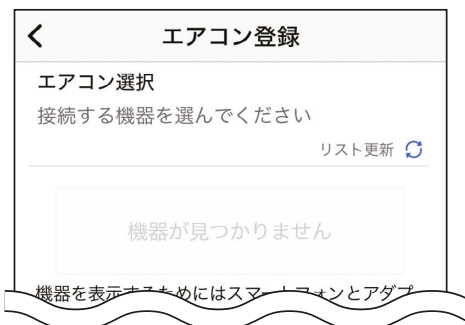 エアコン登録
エアコン選択
接続する機器を選んでください
リスト更新
機器が見つかりません
機器を表示するためにはスマートフォンとアダプ